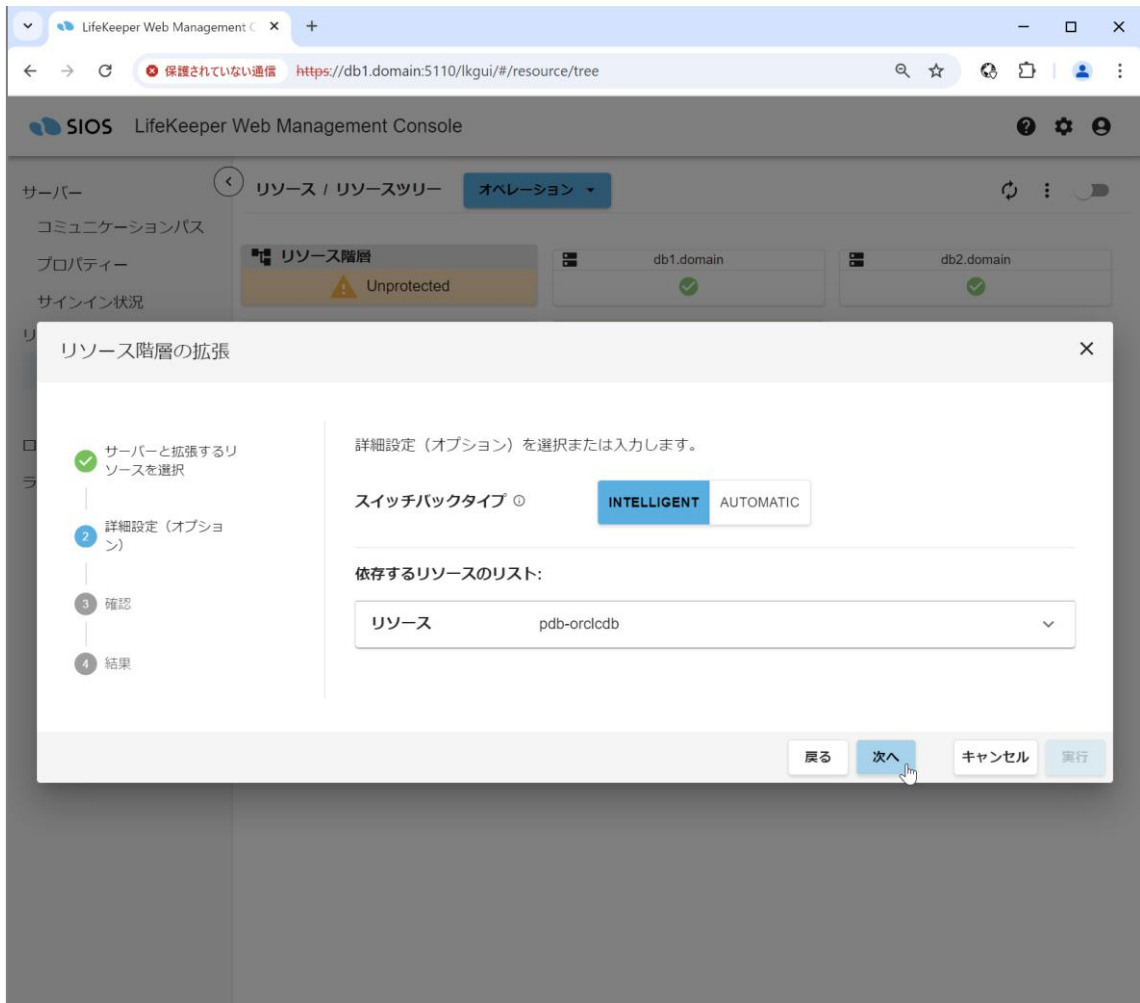 LifeKeeper Web Management C
保護されていない通信 https://db1.domain:5110/lkgui/#/resource/tree
SIOS LifeKeeper Web Management Console
サーバー
リソース / リソースツリー
オペレーション
コミュニケーションパス
プロパティー
サインイン状況
リソース階層
Unprotected
db1.domain
db2.domain
リ
ロ
ラ
リソース階層の拡張
サーバーと拡張するリ
ソースを選択
2 詳細設定（オプショ
ン）
3 確認
4 結果
詳細設定（オプション）を選択または入力します。
スイッチバックタイプ
INTELLIGENT AUTOMATIC
依存するリソースのリスト:
リソース pdb-orclcdb
戻る 次へ キャンセル 実行